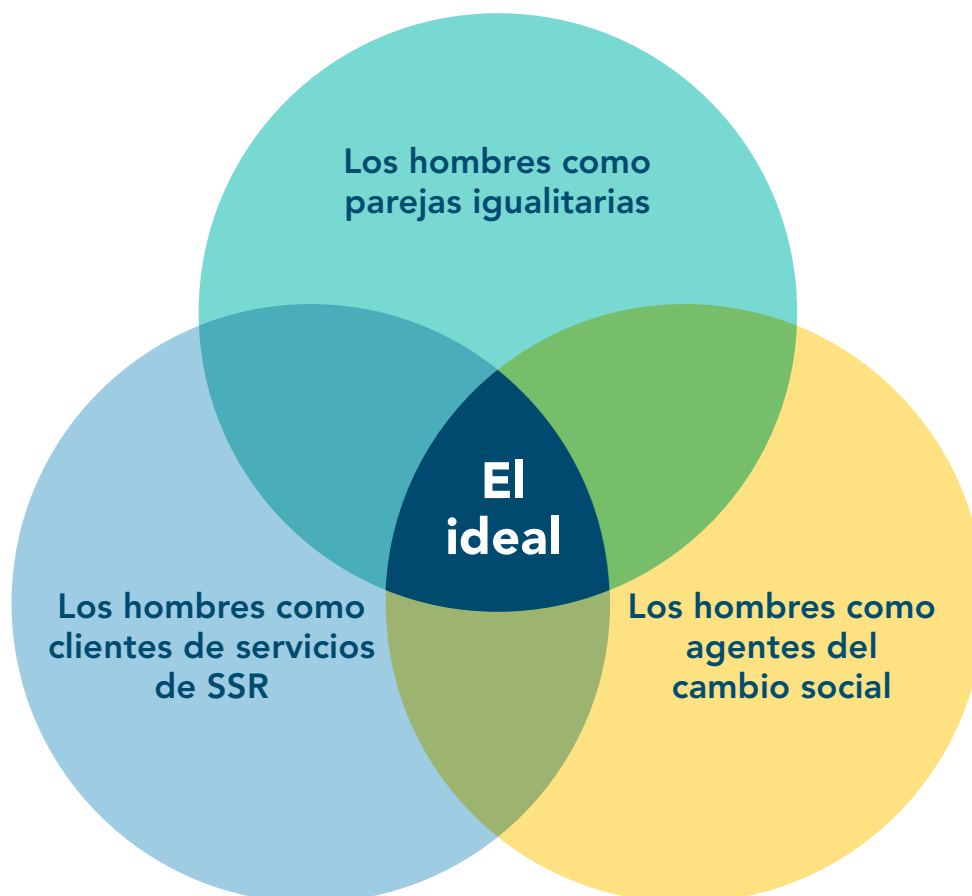 Los hombres como
parejas igualitarias
El
ideal
Los hombres como
clientes de servicios
de SSR
Los hombres como
agentes del
cambio social